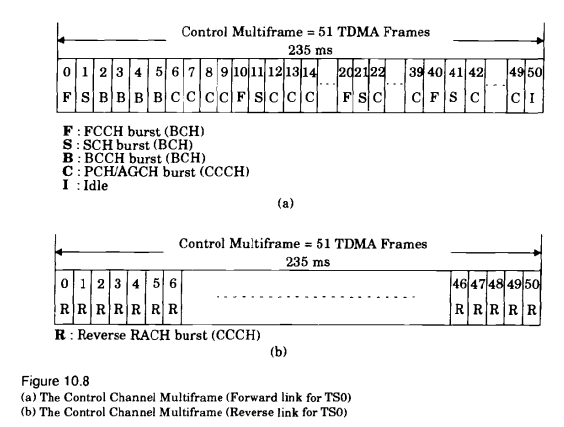 Control Multiframe = 51 TDMA Frames
235 ms
0 1 2 3 4 5 6 7 8 9 10 11 12 13 14 ... 20 21 22 ... 39 40 41 42 ... 49 50
F S B B B B C C C C F S C C C F S C C F S C C I
F : FCCH burst (BCH)
S : SCH burst (BCH)
B : BCCH burst (BCH)
C : PCH/AGCH burst (CCCH)
I : Idle
(a)
Control Multiframe = 51 TDMA Frames
235 ms
0 1 2 3 4 5 6 46 47 48 49 50
R R R R R R R R R R R R
R : Reverse RACH burst (CCCH)
(b)
Figure 10.8
(a) The Control Channel Multiframe (Forward link for TS0)
(b) The Control Channel Multiframe (Reverse link for TS0)